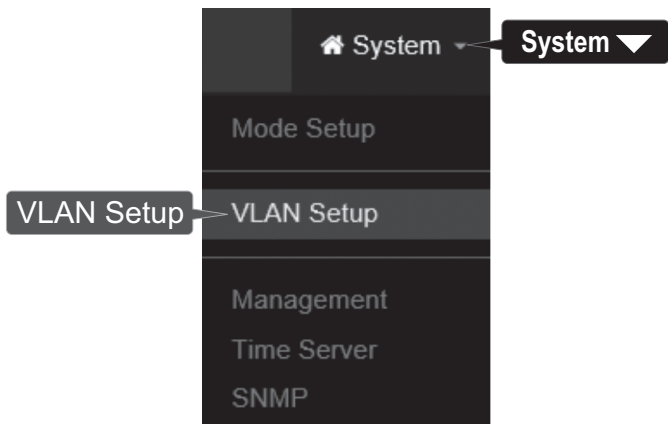 System
System
Mode Setup
VLAN Setup
VLAN Setup
Management
Time Server
SNMP